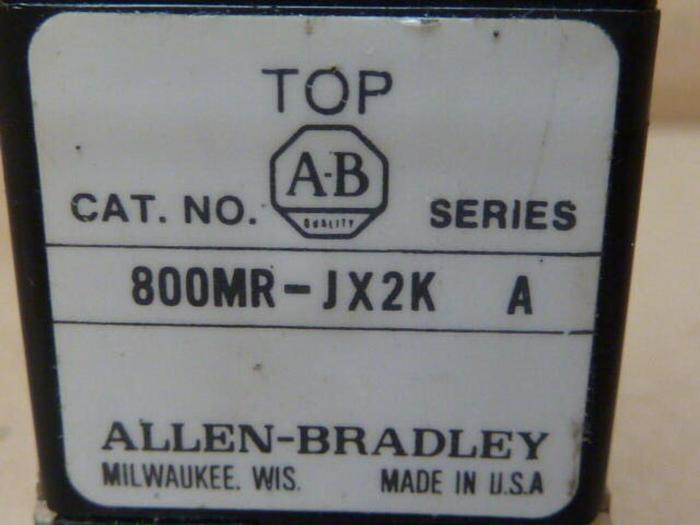 TOP
A-B
QUALITY
CAT. NO. SERIES
800MR-JX2K A
ALLEN-BRADLEY
MILWAUKEE. WIS. MADE IN U.S.A